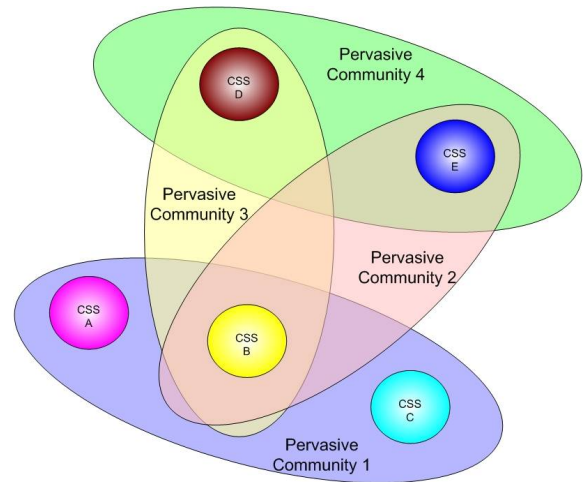 Pervasive
Community 4
CSS
D
CSS
E
Pervasive
Community 3
Pervasive
Community 2
CSS
A
CSS
B
CSS
C
Pervasive
Community 1